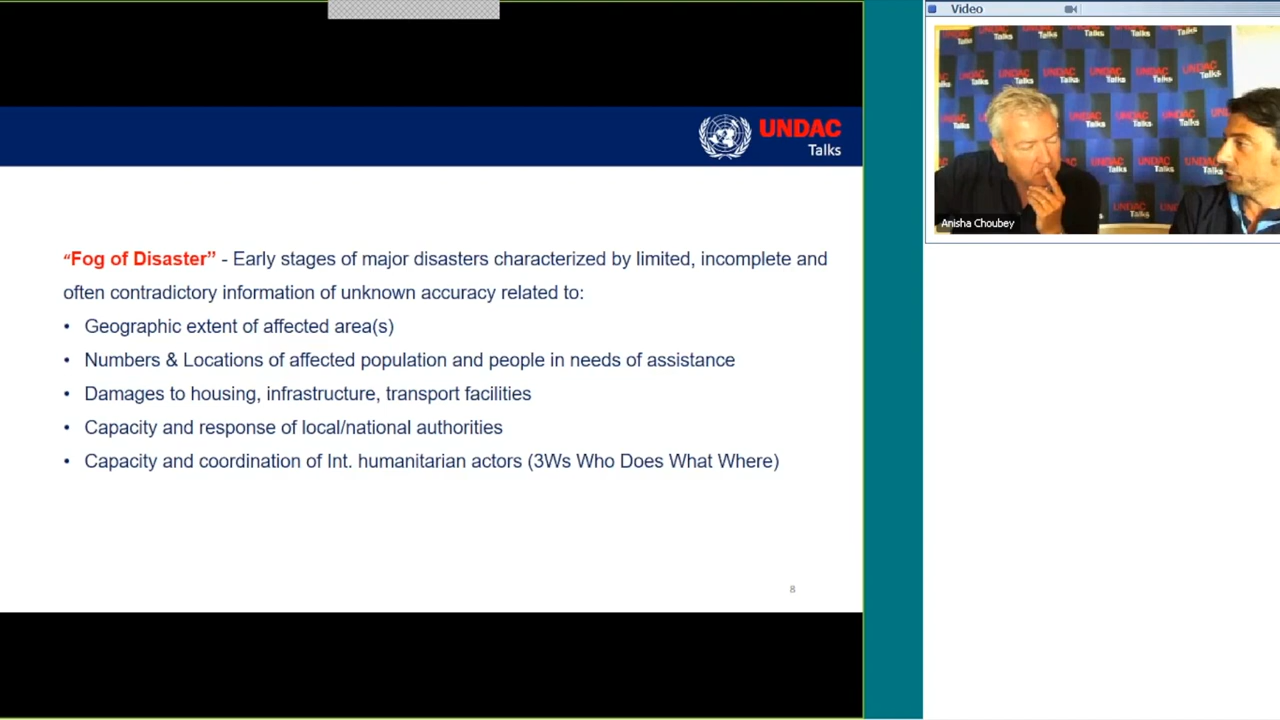 Video
UNDAC
Talks
Anisha Choubey
“Fog of Disaster” - Early stages of major disasters characterized by limited, incomplete and
often contradictory information of unknown accuracy related to:
• Geographic extent of affected area(s)
• Numbers & Locations of affected population and people in needs of assistance
• Damages to housing, infrastructure, transport facilities
• Capacity and response of local/national authorities
• Capacity and coordination of Int. humanitarian actors (3Ws Who Does What Where)
8